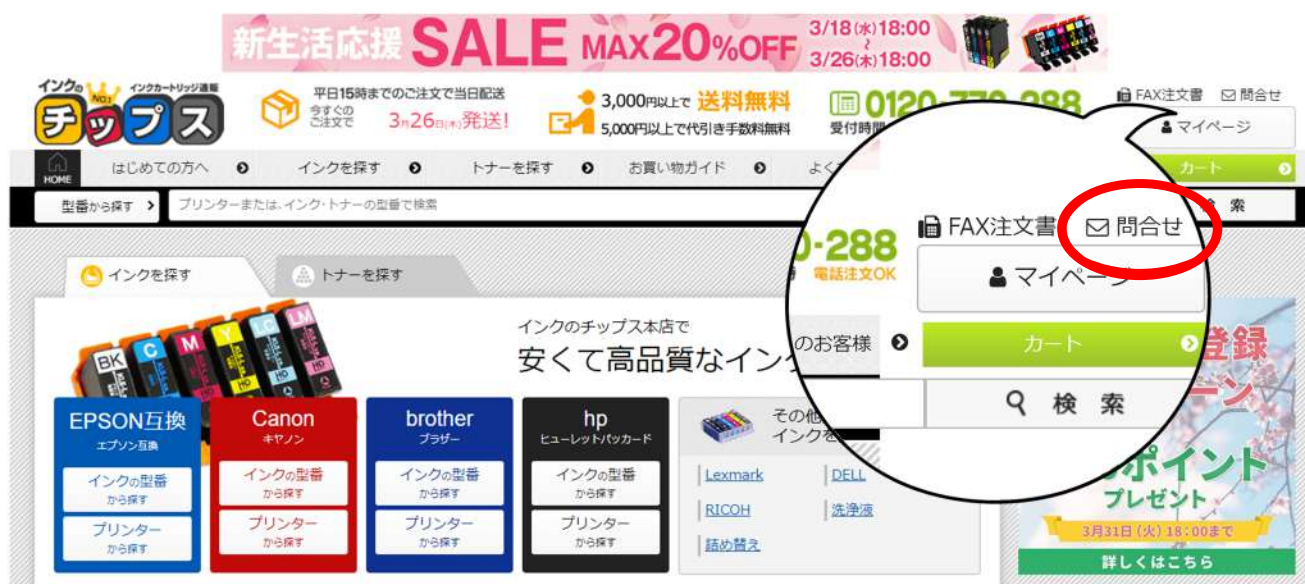 新生活応援 SALE MAX20%OFF
3/18(水)18:00
~
3/26(木)18:00
インクの
NO.1
インクカートリッジ通販
チップス
平日15時までのご注文で当日配送
今すぐの
ご注文で
3月26日(木)発送!
3,000円以上で 送料無料
5,000円以上で代引き手数料無料
0120-770-288
受付時間
FAX注文書
問合せ
マイページ
カート
HOME
はじめての方へ
インクを探す
トナーを探す
お買い物ガイド
よく
型番から探す
プリンターまたは、インク・トナーの型番で検索
索
FAX注文書
問合せ
0-288
電話注文OK
マイページ
のお客様
カート
検索
インクを探す
トナーを探す
BK
C
M
Y
LC
LM
インクのチップス本店で
安くて高品質なイン
EPSON互換
エプソン互換
インクの型番
から探す
プリンター
から探す
Canon
キヤノン
インクの型番
から探す
プリンター
から探す
brother
ブラザー
インクの型番
から探す
プリンター
から探す
hp
ヒューレットパッカード
インクの型番
から探す
プリンター
から探す
その他
インクを
Lexmark
DELL
RICOH
洗浄液
詰め替え
登録
ーン
ポイント
プレゼント
3月31日(火)18:00まで
詳しくはこちら